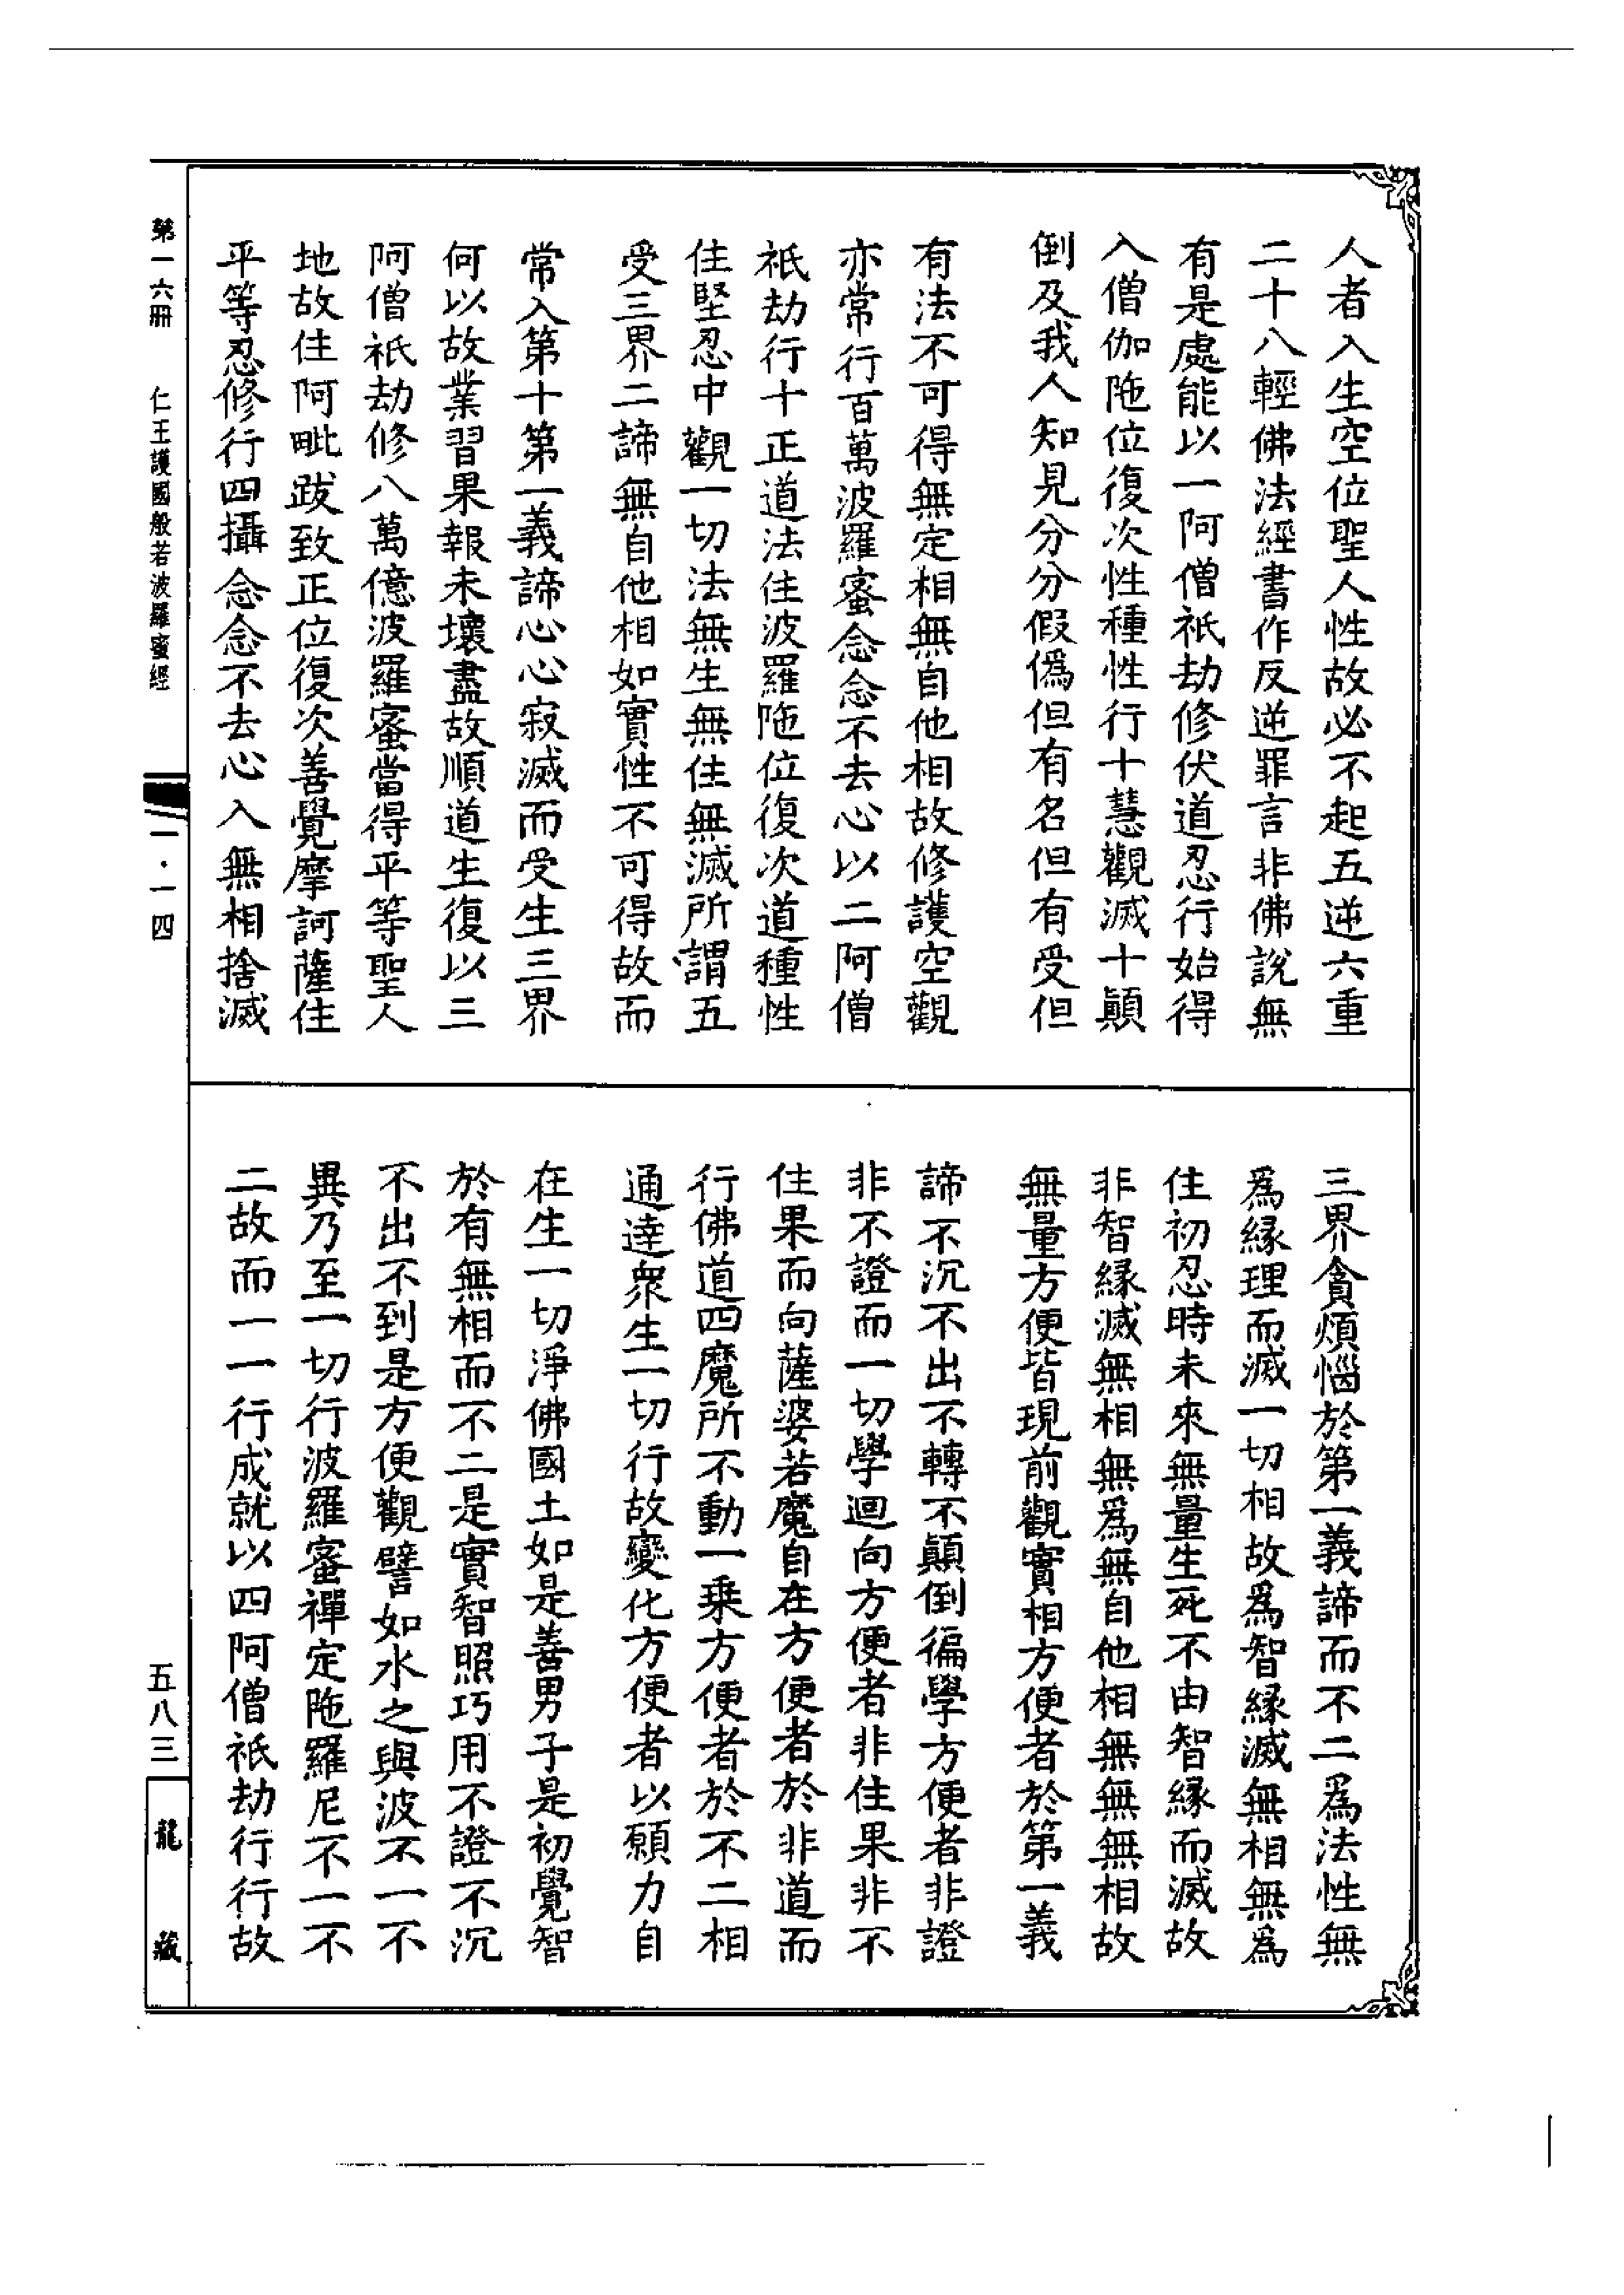 人者入生空位聖人性故必不起五逆六重
二十八輕佛法經書作反逆罪言非佛說無
有是處能以一阿僧祇劫修伏道忍行始得
入僧伽陁位復次性種性行十慧觀滅十顛
倒及我人知見分分假僞但有名但有受但
有法不可得無定相無自他相故修護空觀
亦常行百萬波羅蜜念念不去心以二阿僧
祇劫行十正道法住波羅陁位復次道種性
住堅忍中觀一切法無生無住無滅所謂五
受三界二諦無自他相如實性不可得故而
常入第十第一義諦心心寂滅而受生三界
何以故業習果報未壞盡故順道生復以三
阿僧祇劫修八萬億波羅蜜當得平等聖人
地故住阿毗跋致正位復次善覺摩訶薩住
平等忍修行四攝念念不去心入無相捨滅
三界貪煩惱於第一義諦而不二爲法性無
爲緣理而滅一切相故爲智緣滅無相無爲
住初忍時未來無量生死不由智緣而滅故
非智緣滅無相無爲無自他相無無無相故
無量方便皆現前觀實相方便者於第一義
諦不沉不出不轉不顛倒徧學方便者非證
非不證而一切學迴向方便者非住果非不
住果而向薩婆若魔自在方便者於非道而
行佛道四魔所不動一乘方便者於不二相
通達眾生一切行故變化方便者以願力自
在生一切淨佛國土如是善男子是初覺智
於有無相而不二是實智照巧用不證不沉
不出不到是方便觀譬如水之與波不一不
異乃至一切行波羅蜜禪定陁羅尼不一不
二故而一一行成就以四阿僧祇劫行行故
第一六冊 仁王護國般若波羅蜜經 一·一四
五八三 龍藏